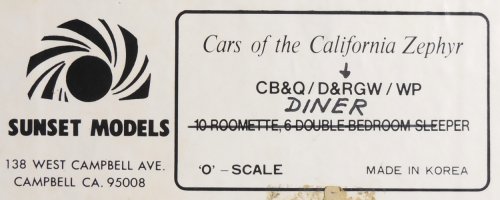 Cars of the California Zephyr
CB&Q/D&RGW/WP
DINER
10 ROOMETTE, 6 DOUBLE BEDROOM SLEEPER
SUNSET MODELS
138 WEST CAMPBELL AVE.
CAMPBELL CA. 95008
'O' - SCALE
MADE IN KOREA